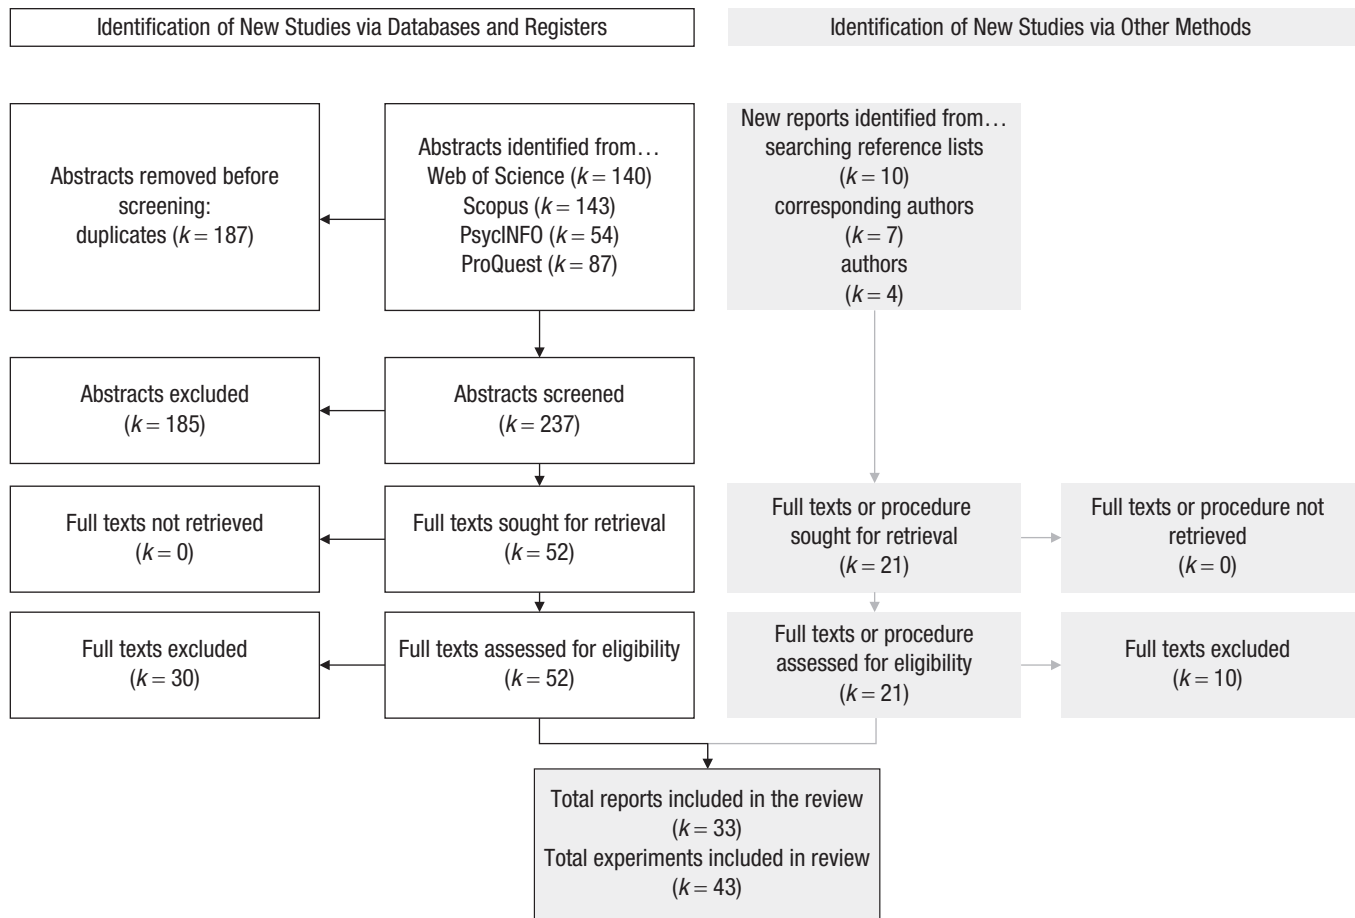 Identification of New Studies via Databases and Registers
Identification of New Studies via Other Methods
Abstracts removed before
screening:
duplicates (k = 187)
Abstracts identified from…
Web of Science (k = 140)
Scopus (k = 143)
PsycINFO (k = 54)
ProQuest (k = 87)
New reports identified from…
searching reference lists
(k = 10)
corresponding authors
(k = 7)
authors
(k = 4)
Abstracts excluded
(k = 185)
Abstracts screened
(k = 237)
Full texts not retrieved
(k = 0)
Full texts sought for retrieval
(k = 52)
Full texts or procedure
sought for retrieval
(k = 21)
Full texts or procedure not
retrieved
(k = 0)
Full texts excluded
(k = 30)
Full texts assessed for eligibility
(k = 52)
Full texts or procedure
assessed for eligibility
(k = 21)
Full texts excluded
(k = 10)
Total reports included in the review
(k = 33)
Total experiments included in review
(k = 43)